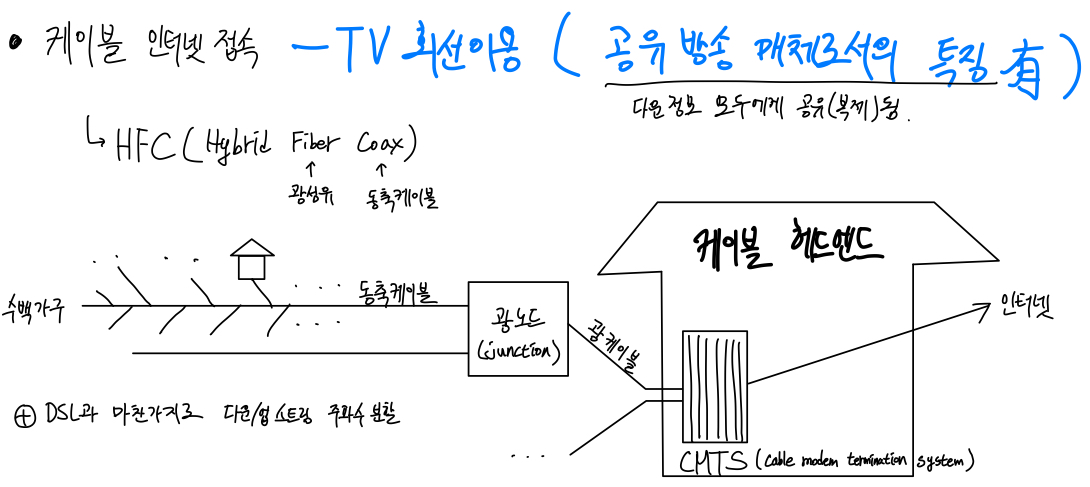 • 케이블 인터넷 접속 — TV 회선이용 ( 공유 방송 매체로서의 특징 有 )
다운 정보 모두에게 공유(복제)됨.
↳ HFC ( Hybrid Fiber Coax )
↑ ↑
광섬유 동축케이블
케이블 헤드엔드
수백가구
동축케이블
광노드
(junction)
광케이블
인터넷
⊕ DSL과 마찬가지로 다운/업 스트림 주파수 분할
CMTS (cable modem termination system)